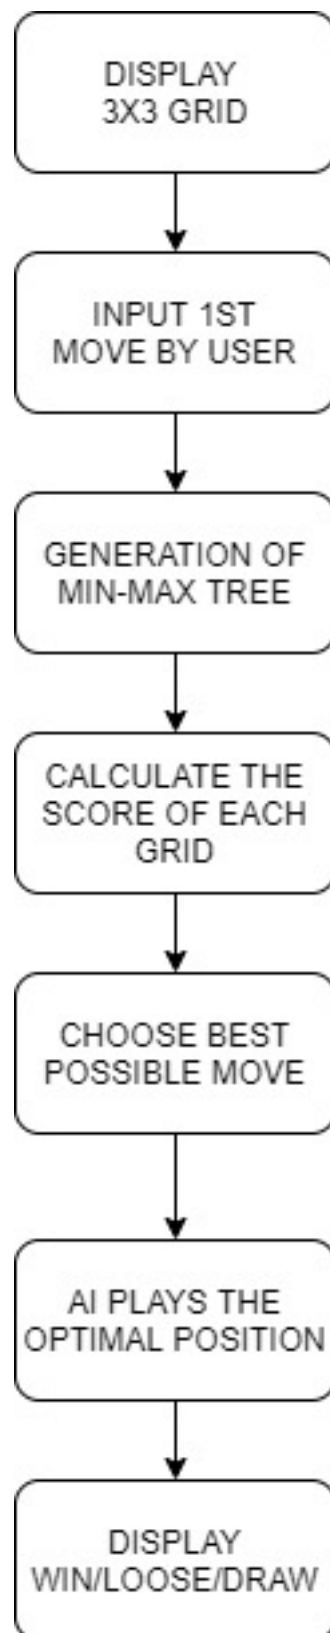 DISPLAY
3X3 GRID
INPUT 1ST
MOVE BY USER
GENERATION OF
MIN-MAX TREE
CALCULATE THE
SCORE OF EACH
GRID
CHOOSE BEST
POSSIBLE MOVE
AI PLAYS THE
OPTIMAL POSITION
DISPLAY
WIN/LOOSE/DRAW